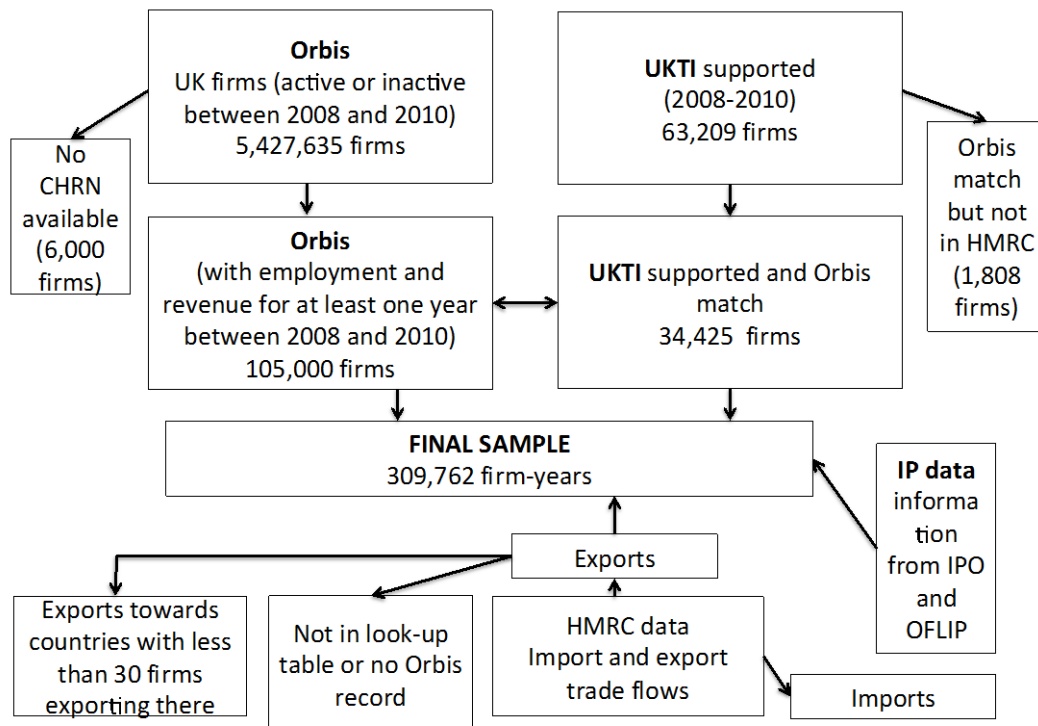 Orbis
UK firms (active or inactive
between 2008 and 2010)
5,427,635 firms
UKTI supported
(2008-2010)
63,209 firms
No
CHRN
available
(6,000
firms)
Orbis
match
but not
in HMRC
(1,808
firms)
Orbis
(with employment and
revenue for at least one year
between 2008 and 2010)
105,000 firms
UKTI supported and Orbis
match
34,425 firms
FINAL SAMPLE
309,762 firm-years
IP data
informa
tion
from IPO
and
OFLIP
Exports
Exports towards
countries with less
than 30 firms
exporting there
Not in look-up
table or no Orbis
record
HMRC data
Import and export
trade flows
Imports